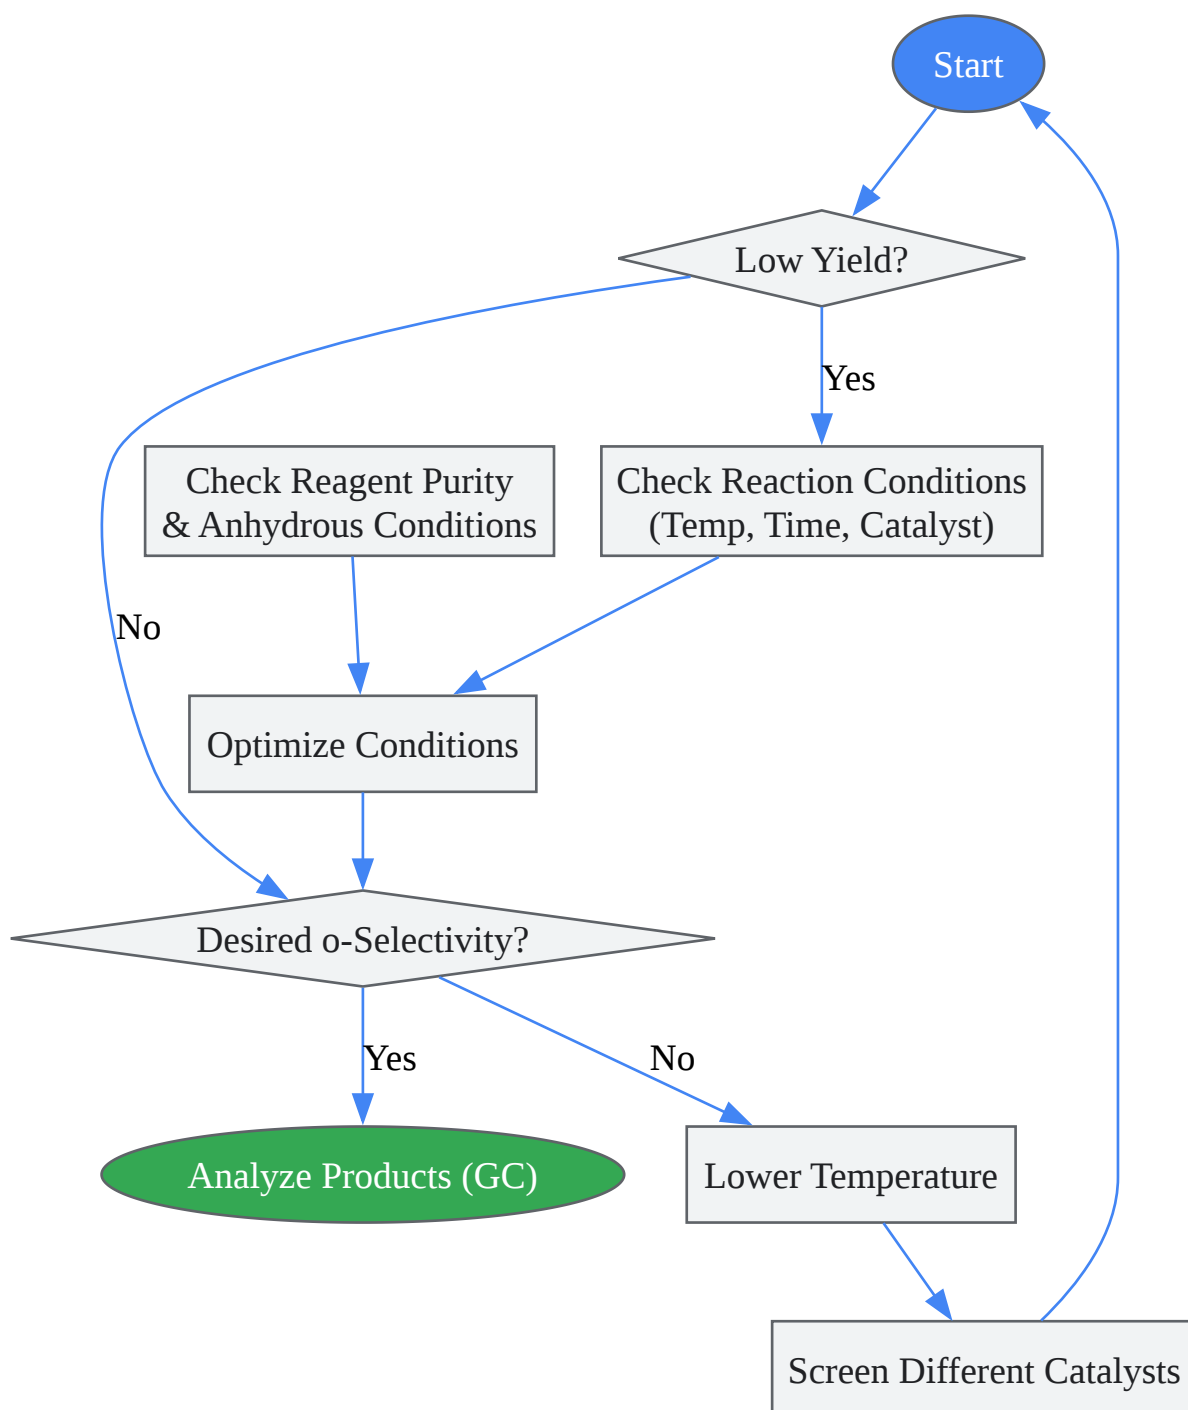 Start
Low Yield?
Yes
Check Reagent Purity
& Anhydrous Conditions
Check Reaction Conditions
(Temp, Time, Catalyst)
No
Optimize Conditions
Desired o-Selectivity?
Yes
No
Analyze Products (GC)
Lower Temperature
Screen Different Catalysts